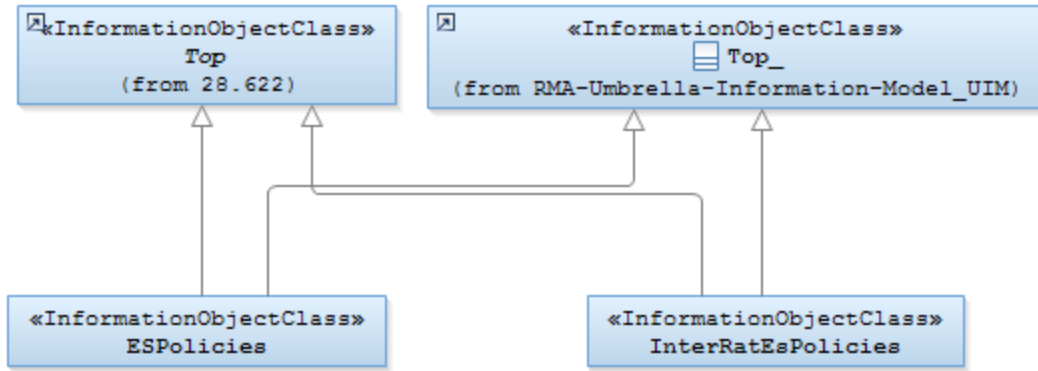 «InformationObjectClass»
Top
(from 28.622)
«InformationObjectClass»
Top_
(from RMA-Umbrella-Information-Model_UIM)
«InformationObjectClass»
ESPolicies
«InformationObjectClass»
InterRatEsPolicies